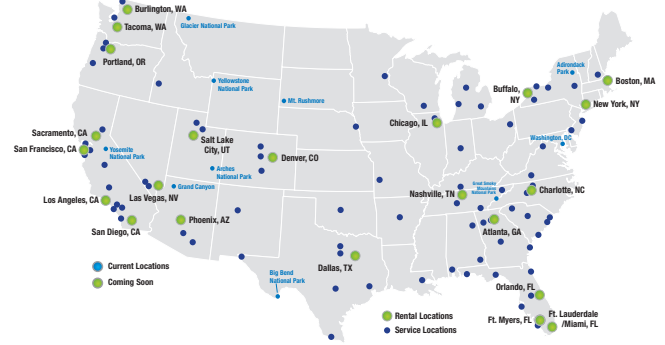 Burlington, WA
Tacoma, WA
Glacier National Park
Portland, OR
Yellowstone
National Park
Mt. Rushmore
Adirondack
Park
Boston, MA
Buffalo,
NY
New York, NY
Chicago, IL
Washington, DC
Sacramento, CA
San Francisco, CA
Yosemite
National Park
Salt Lake
City, UT
Denver, CO
Arches
National Park
Grand Canyon
Las Vegas, NV
Los Angeles, CA
San Diego, CA
Phoenix, AZ
Nashville, TN
Great Smoky
Mountains
National Park
Charlotte, NC
Atlanta, GA
Dallas, TX
Big Bend
National Park
Orlando, FL
Ft. Myers, FL
Ft. Lauderdale
/Miami, FL
Current Locations
Coming Soon
Rental Locations
Service Locations